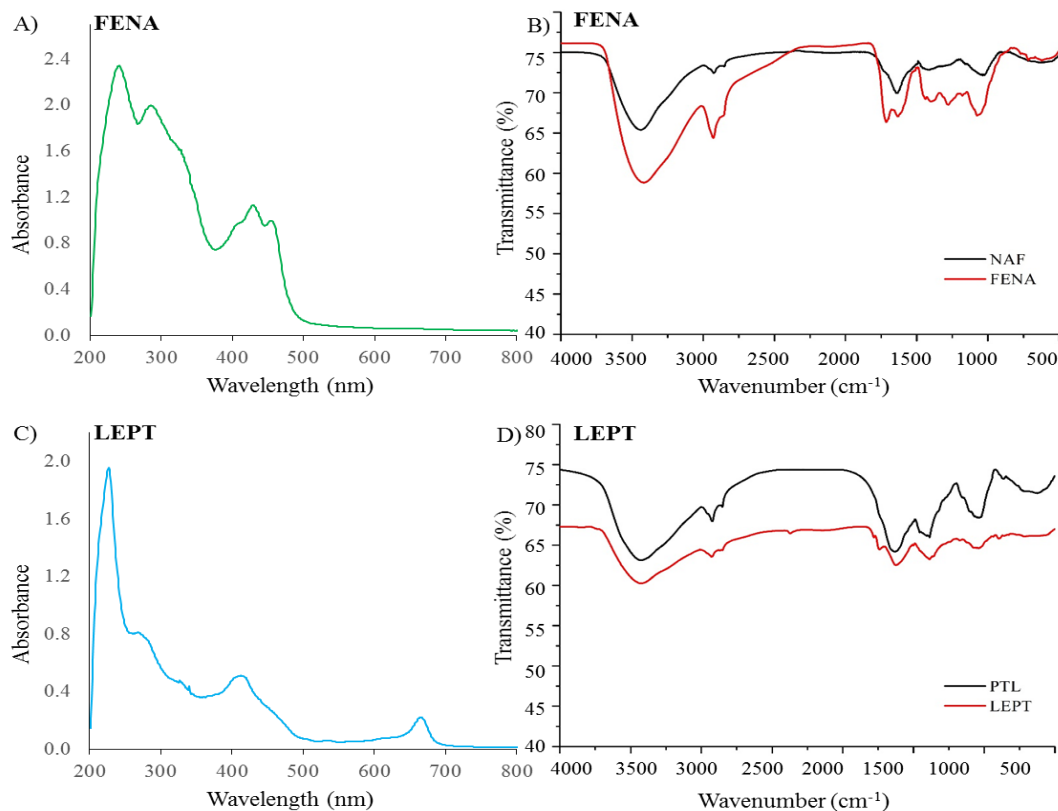 A) FENA
2.4
2.0
1.6
1.2
0.8
0.4
0.0
Absorbance
200 300 400 500 600 700 800
Wavelength (nm)
B) FENA
75
70
65
60
55
50
45
40
Transmittance (%)
NAF
FENA
4000 3500 3000 2500 2000 1500 1000 500
Wavenumber (cm⁻¹)
C) LEPT
2.0
1.6
1.2
0.8
0.4
0.0
Absorbance
200 300 400 500 600 700 800
Wavelength (nm)
D) LEPT
80
75
70
65
60
55
50
45
40
Transmittance (%)
PTL
LEPT
4000 3500 3000 2500 2000 1500 1000 500
Wavenumber (cm⁻¹)